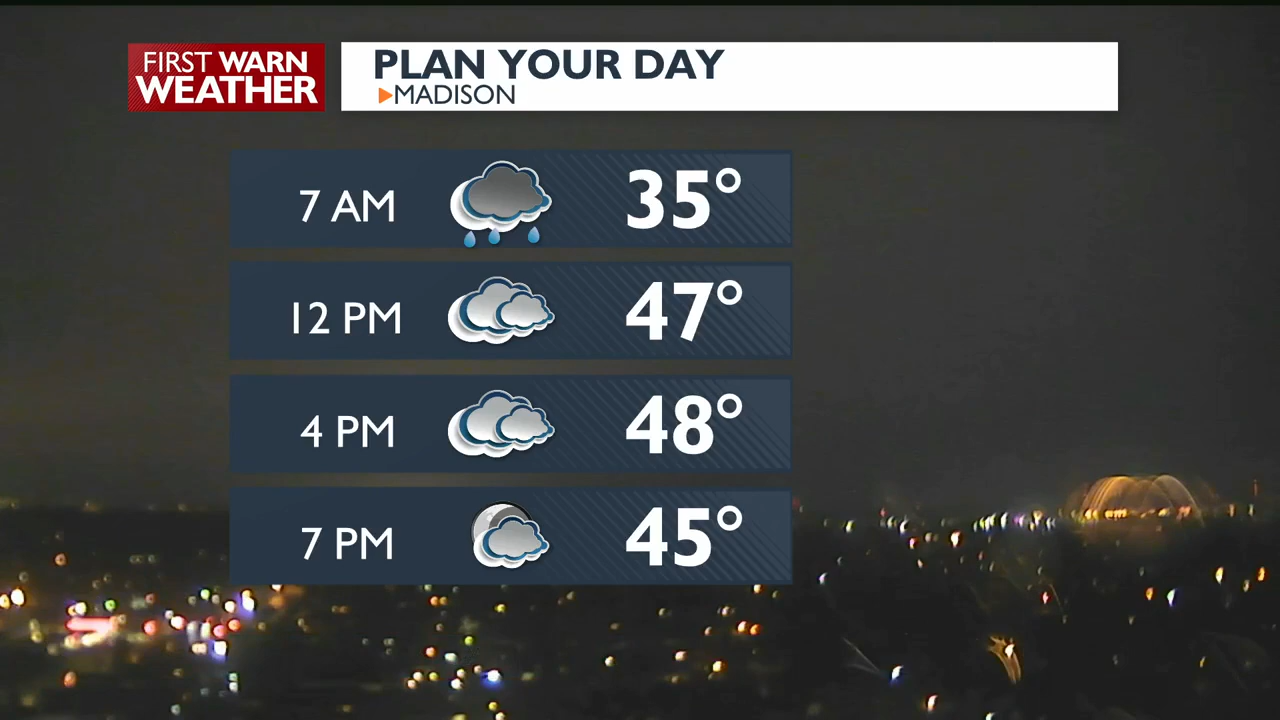 FIRST WARN
WEATHER
PLAN YOUR DAY
MADISON
7 AM 35°
12 PM 47°
4 PM 48°
7 PM 45°